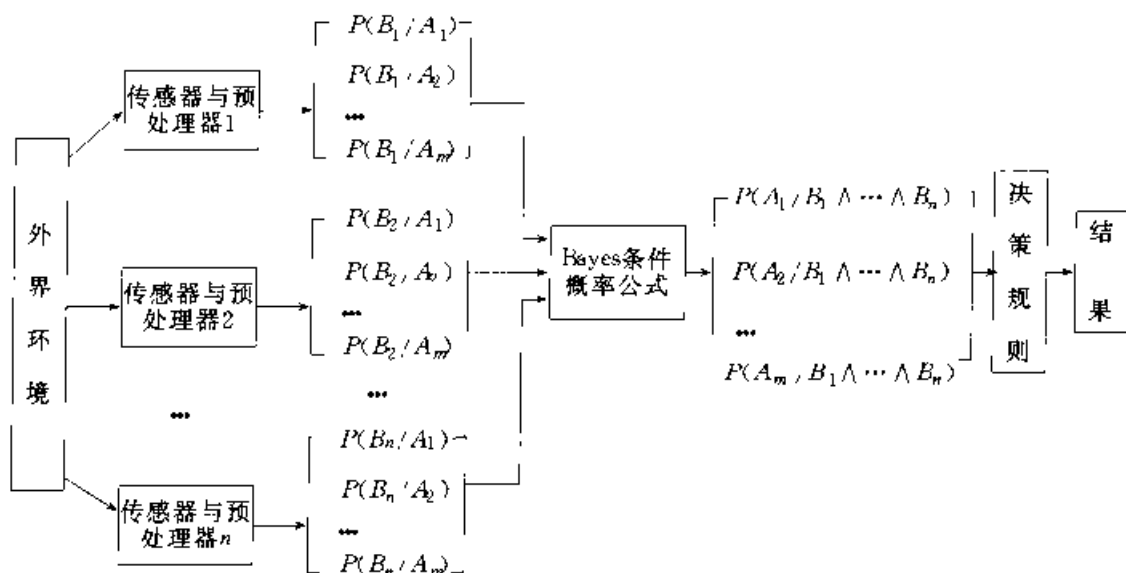 外界环境
传感器与预
处理器1
传感器与预
处理器2
…
传感器与预
处理器n
P(B₁/A₁)
P(B₁/A₂)
…
P(B₁/Aₘ)
P(B₂/A₁)
P(B₂/A₂)
…
P(B₂/Aₘ)
…
P(Bₙ/A₁)
P(Bₙ/A₂)
…
P(Bₙ/Aₘ)
Bayes条件
概率公式
P(A₁/B₁∧…∧Bₙ)
P(A₂/B₁∧…∧Bₙ)
…
P(Aₘ/B₁∧…∧Bₙ)
决策规则
结果